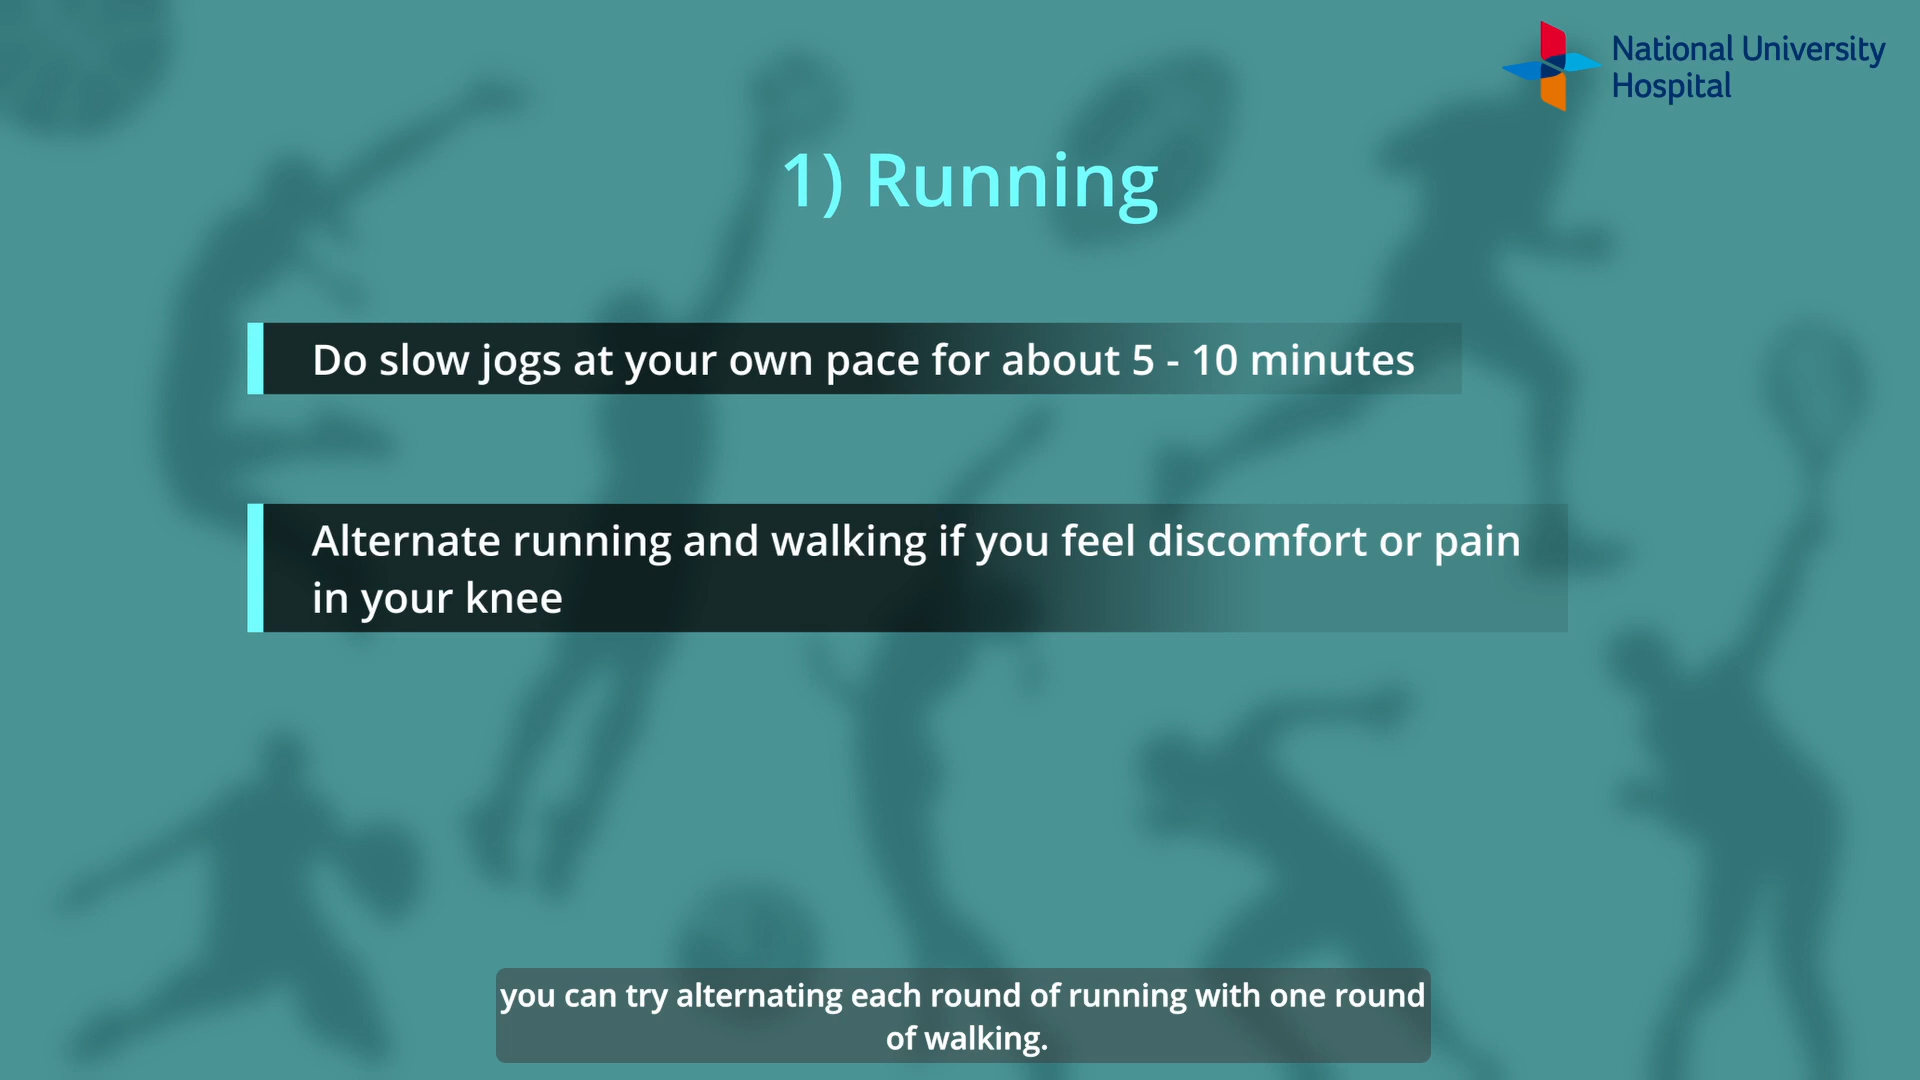 National University
Hospital
1) Running
Do slow jogs at your own pace for about 5 - 10 minutes
Alternate running and walking if you feel discomfort or pain
in your knee
you can try alternating each round of running with one round
of walking.